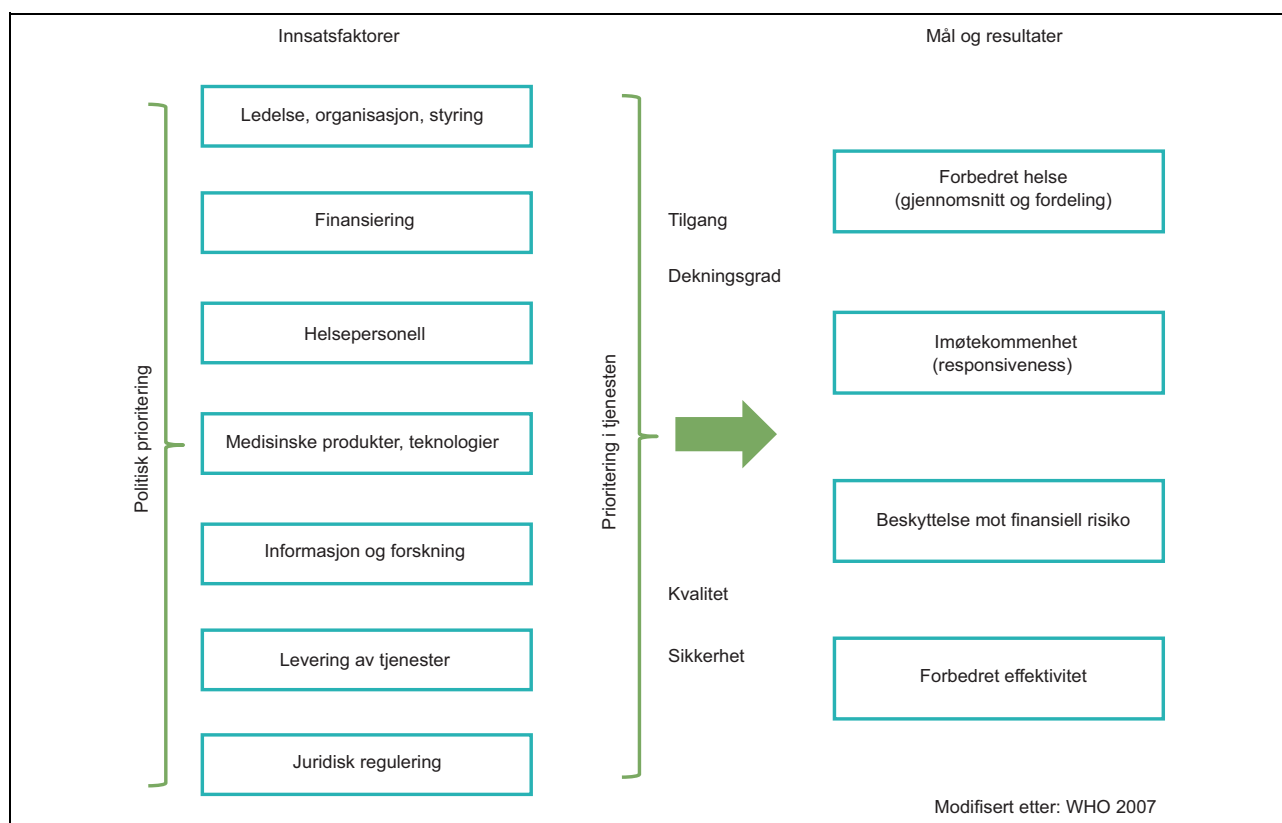 Innsatsfaktorer
Mål og resultater
Politisk prioritering
Ledelse, organisasjon, styring
Finansiering
Helsepersonell
Medisinske produkter, teknologier
Informasjon og forskning
Levering av tjenester
Juridisk regulering
Prioritering i tjenesten
Tilgang
Dekningsgrad
Kvalitet
Sikkerhet
Forbedret helse
(gjennomsnitt og fordeling)
Imøtekommenhet
(responsiveness)
Beskyttelse mot finansiell risiko
Forbedret effektivitet
Modifisert etter: WHO 2007